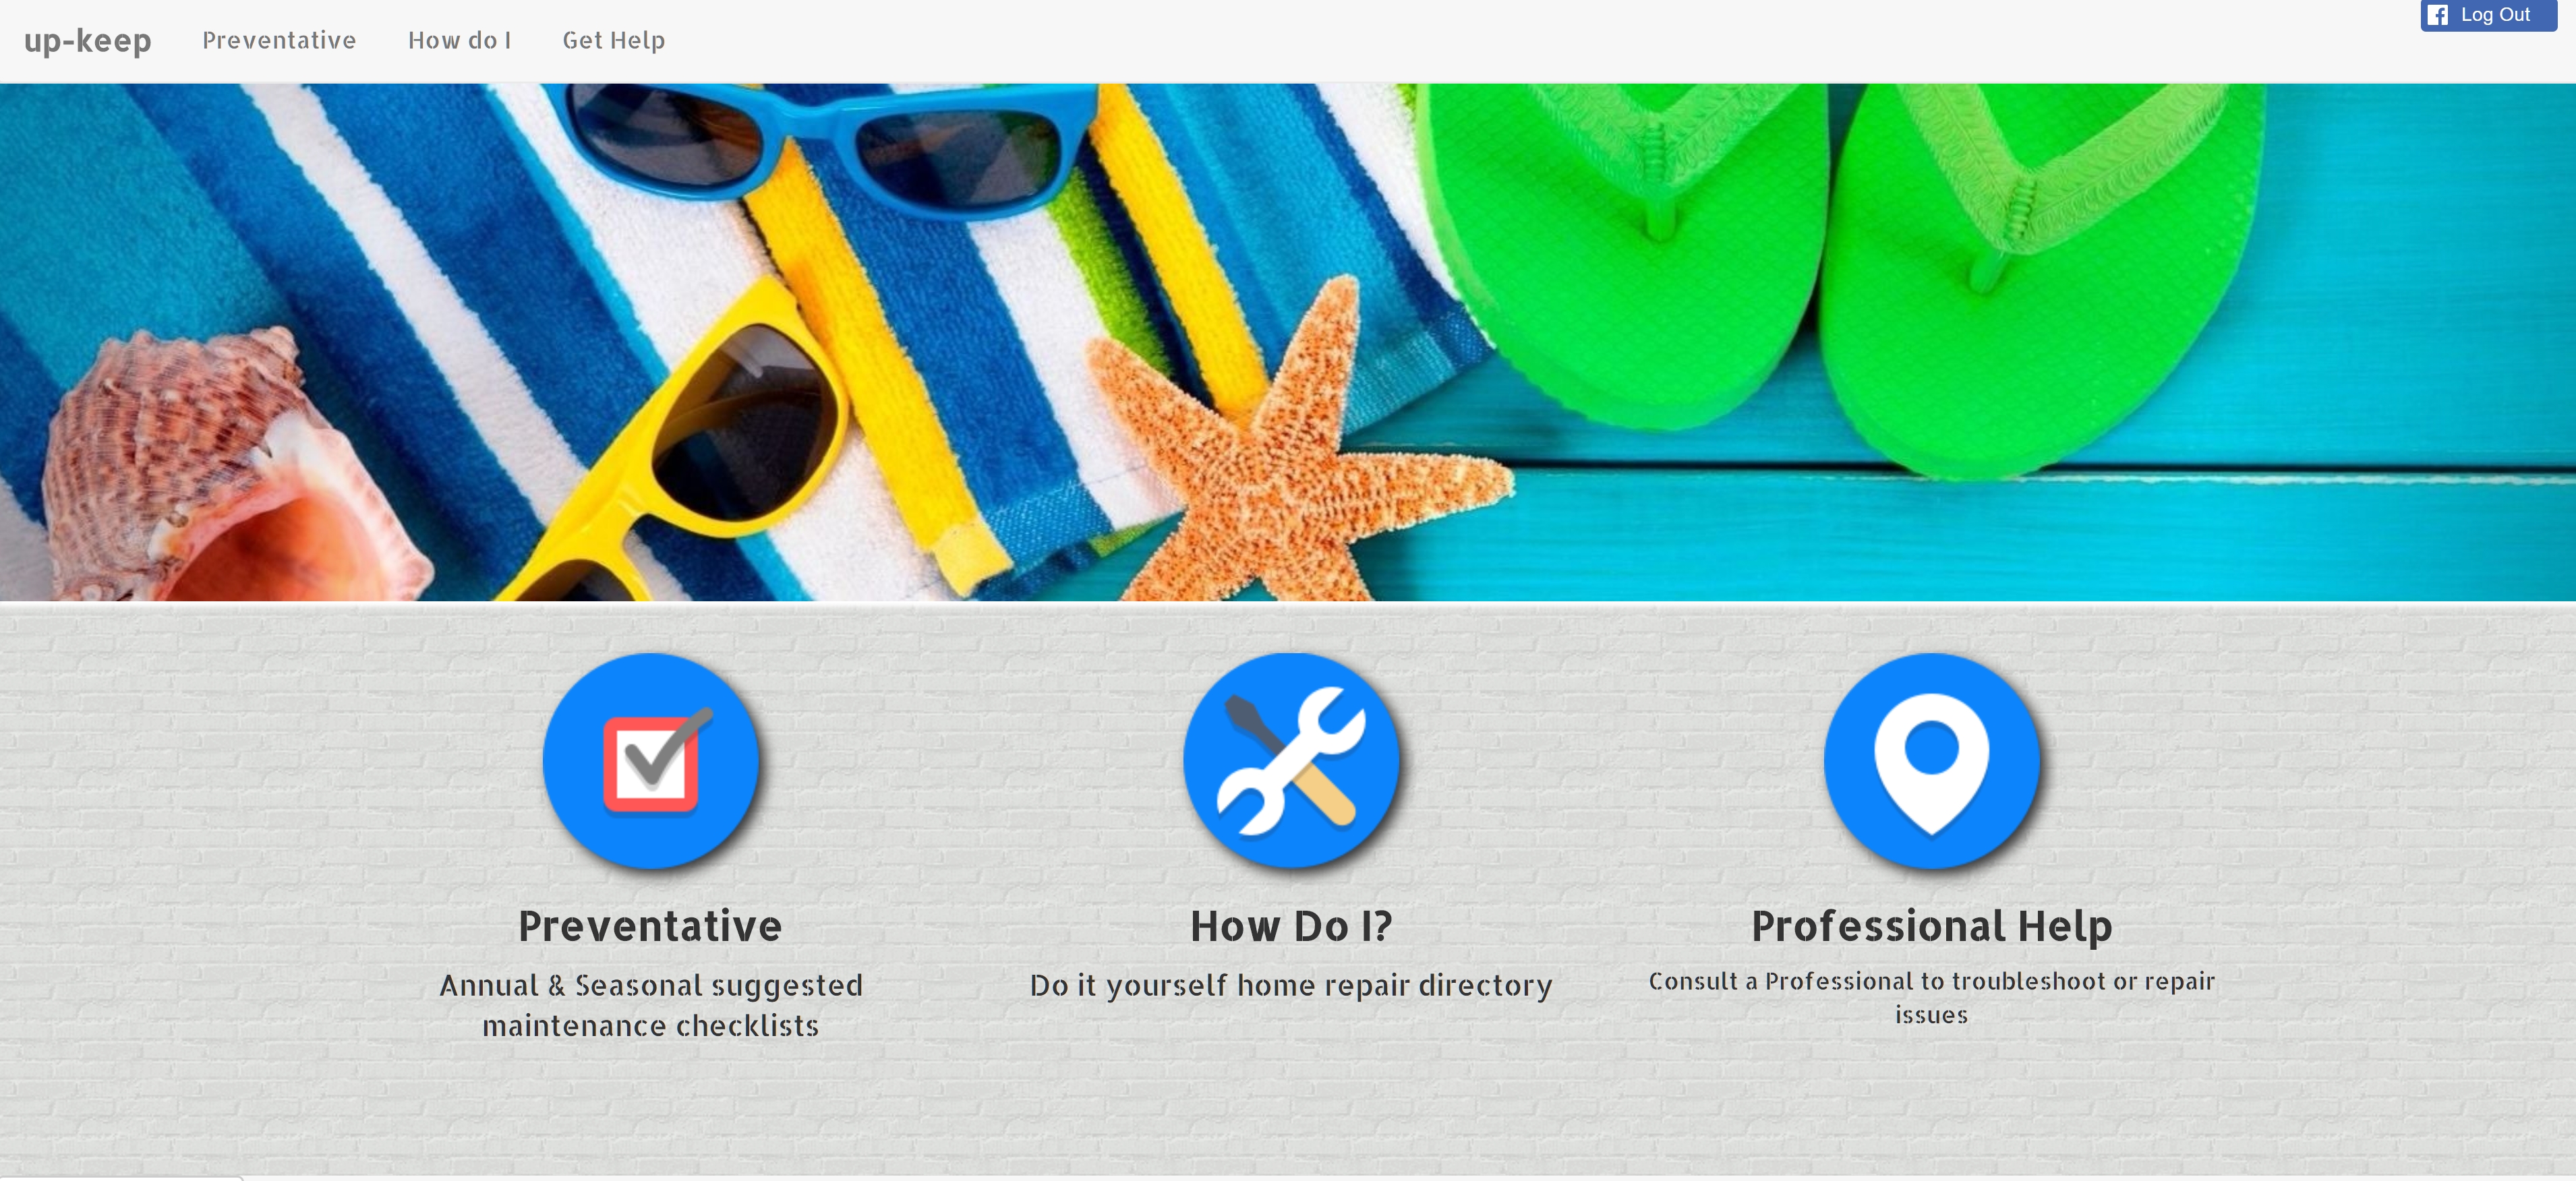 up-keep Preventative How do I Get Help Log Out
Preventative
Annual & Seasonal suggested
maintenance checklists
How Do I?
Do it yourself home repair directory
Professional Help
Consult a Professional to troubleshoot or repair
issues